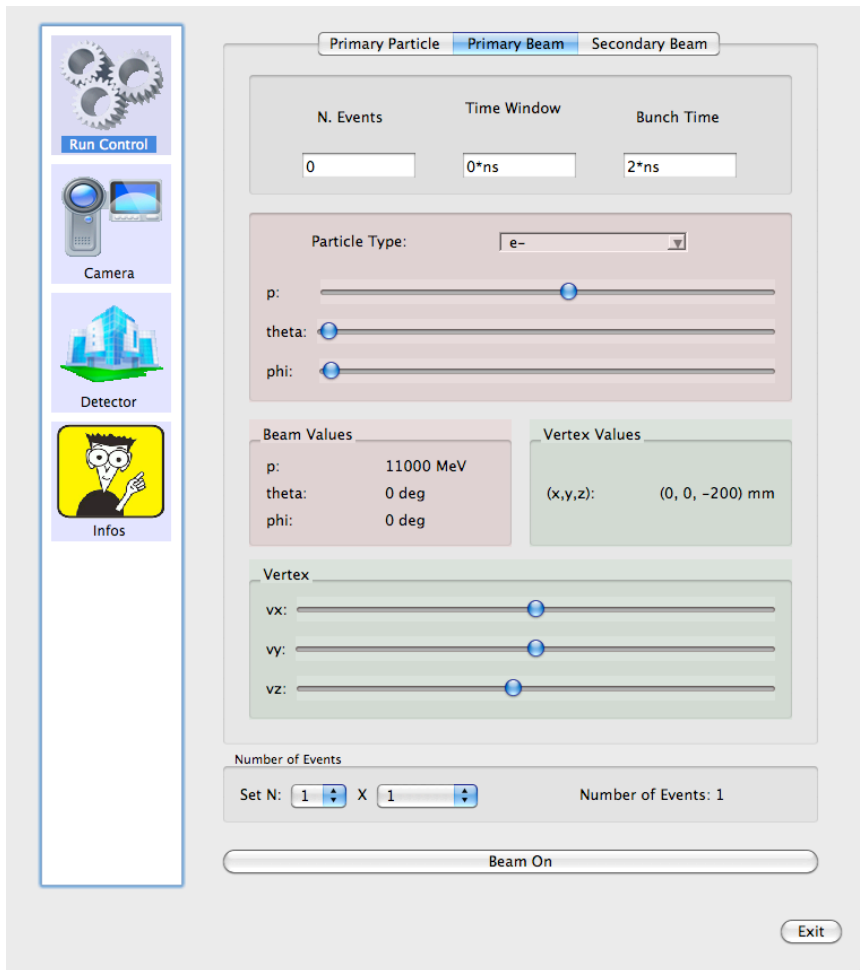 Run Control
Camera
Detector
Infos
Primary Particle Primary Beam Secondary Beam
N. Events Time Window Bunch Time
0 0*ns 2*ns
Particle Type: e-
p:
theta:
phi:
Beam Values
p: 11000 MeV
theta: 0 deg
phi: 0 deg
Vertex Values
(x,y,z): (0, 0, -200) mm
Vertex
vx:
vy:
vz:
Number of Events
Set N: 1 X 1 Number of Events: 1
Beam On
Exit